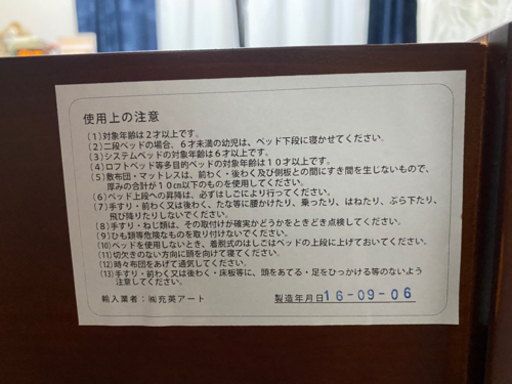 使用上の注意
(1)対象年齢は2才以上です。
(2)二段ベッドの場合、6才未満の幼児は、ベッド下段に寝かせてください。
(3)システムベッドの対象年齢は6才以上です。
(4)ロフトベッド等多目的ベッドの対象年齢は10才以上です。
(5)敷布団・マットレスは、前わく・後わく及び側板との間にすき間を生じないもので、
厚みの合計が10cm以下のものを使用してください。
(6)ベッド上段への昇降は、必ずはしごにより行ってください。
(7)手すり・前わく又は後わく、たな等に腰かけたり、乗ったり、はねたり、ぶら下たり、
飛び降りたりしないでください。
(8)手すり・ねじ類は、その取付けが確実かどうかをときどき点検してください。
(9)ひも類等危険なものを取り付けないでください。
(10)ベッドを使用しないとき、着脱式のはしごはベッドの上段に上げておいてください。
(11)切欠きのない方向に頭を向けて寝てください。
(12)時々布団をあげて通気してください。
(13)手すり・前わく又は後わく・床板等に、頭をあてる・足をひっかける等のないよう
注意してください。
輸入業者:㈱充英アート 製造年月日 16-09-06